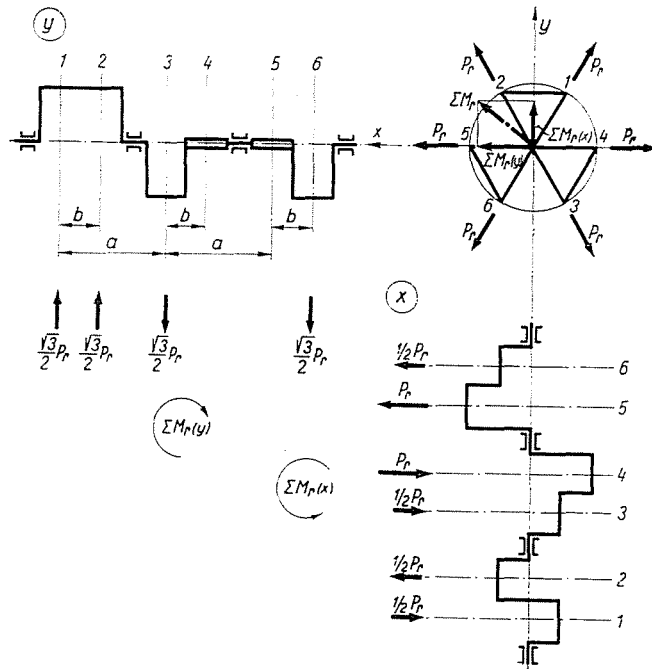 y
1 2 3 4 5 6
x
b b b
a a
√3/2 Pᵣ √3/2 Pᵣ √3/2 Pᵣ √3/2 Pᵣ
ΣMᵣ(y)
ΣMᵣ(x)
y
Pᵣ Pᵣ
2 1
ΣMᵣ
Pᵣ 5 4 Pᵣ
ΣMᵣ(x)
ΣMᵣ(y)
6 3
Pᵣ Pᵣ
x
1/2 Pᵣ 6
Pᵣ 5
Pᵣ 4
1/2 Pᵣ 3
1/2 Pᵣ 2
1/2 Pᵣ 1